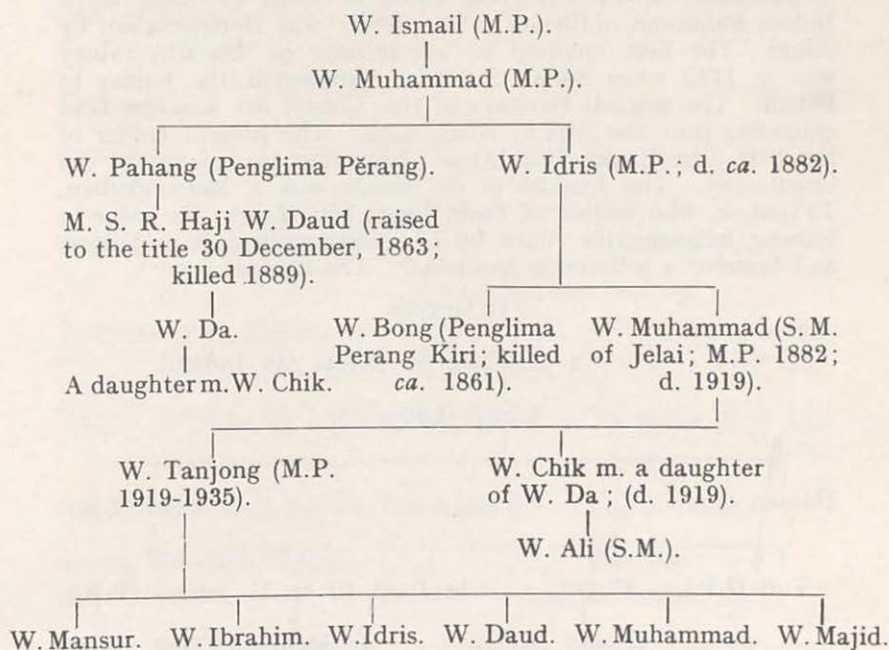 W. Ismail (M.P.).
W. Muhammad (M.P.).
W. Pahang (Penglima Pĕrang).
W. Idris (M.P.; d. ca. 1882).
M. S. R. Haji W. Daud (raised
to the title 30 December, 1863;
killed 1889).
W. Da.
A daughter m. W. Chik.
W. Bong (Penglima
Perang Kiri; killed
ca. 1861).
W. Muhammad (S. M.
of Jelai; M.P. 1882;
d. 1919).
W. Tanjong (M.P.
1919-1935).
W. Chik m. a daughter
of W. Da; (d. 1919).
W. Ali (S.M.).
W. Mansur. W. Ibrahim. W. Idris. W. Daud. W. Muhammad. W. Majid.